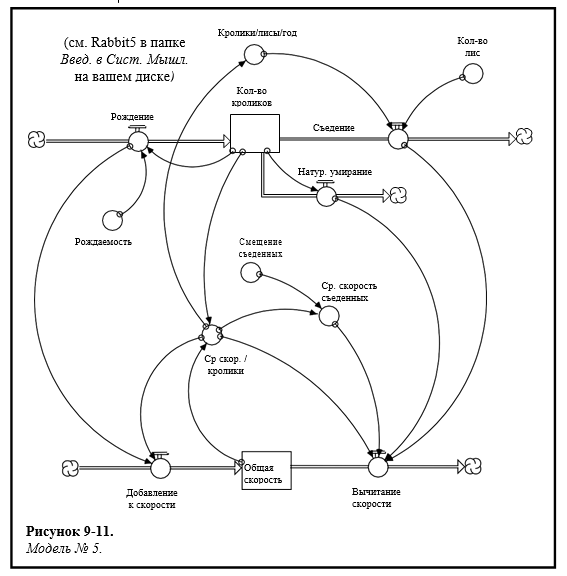 (см. Rabbit5 в папке
Введ. в Сист. Мышл.
на вашем диске)
Кролики/лисы/год
Кол-во
лис
Кол-во
кроликов
Рождение
Съедение
Натур. умирание
Рождаемость
Смещение
съеденных
Ср. скорость
съеденных
Ср скор. /
кролики
Общая
скорость
Добавление
к скорости
Вычитание
скорости
Рисунок 9-11.
Модель № 5.